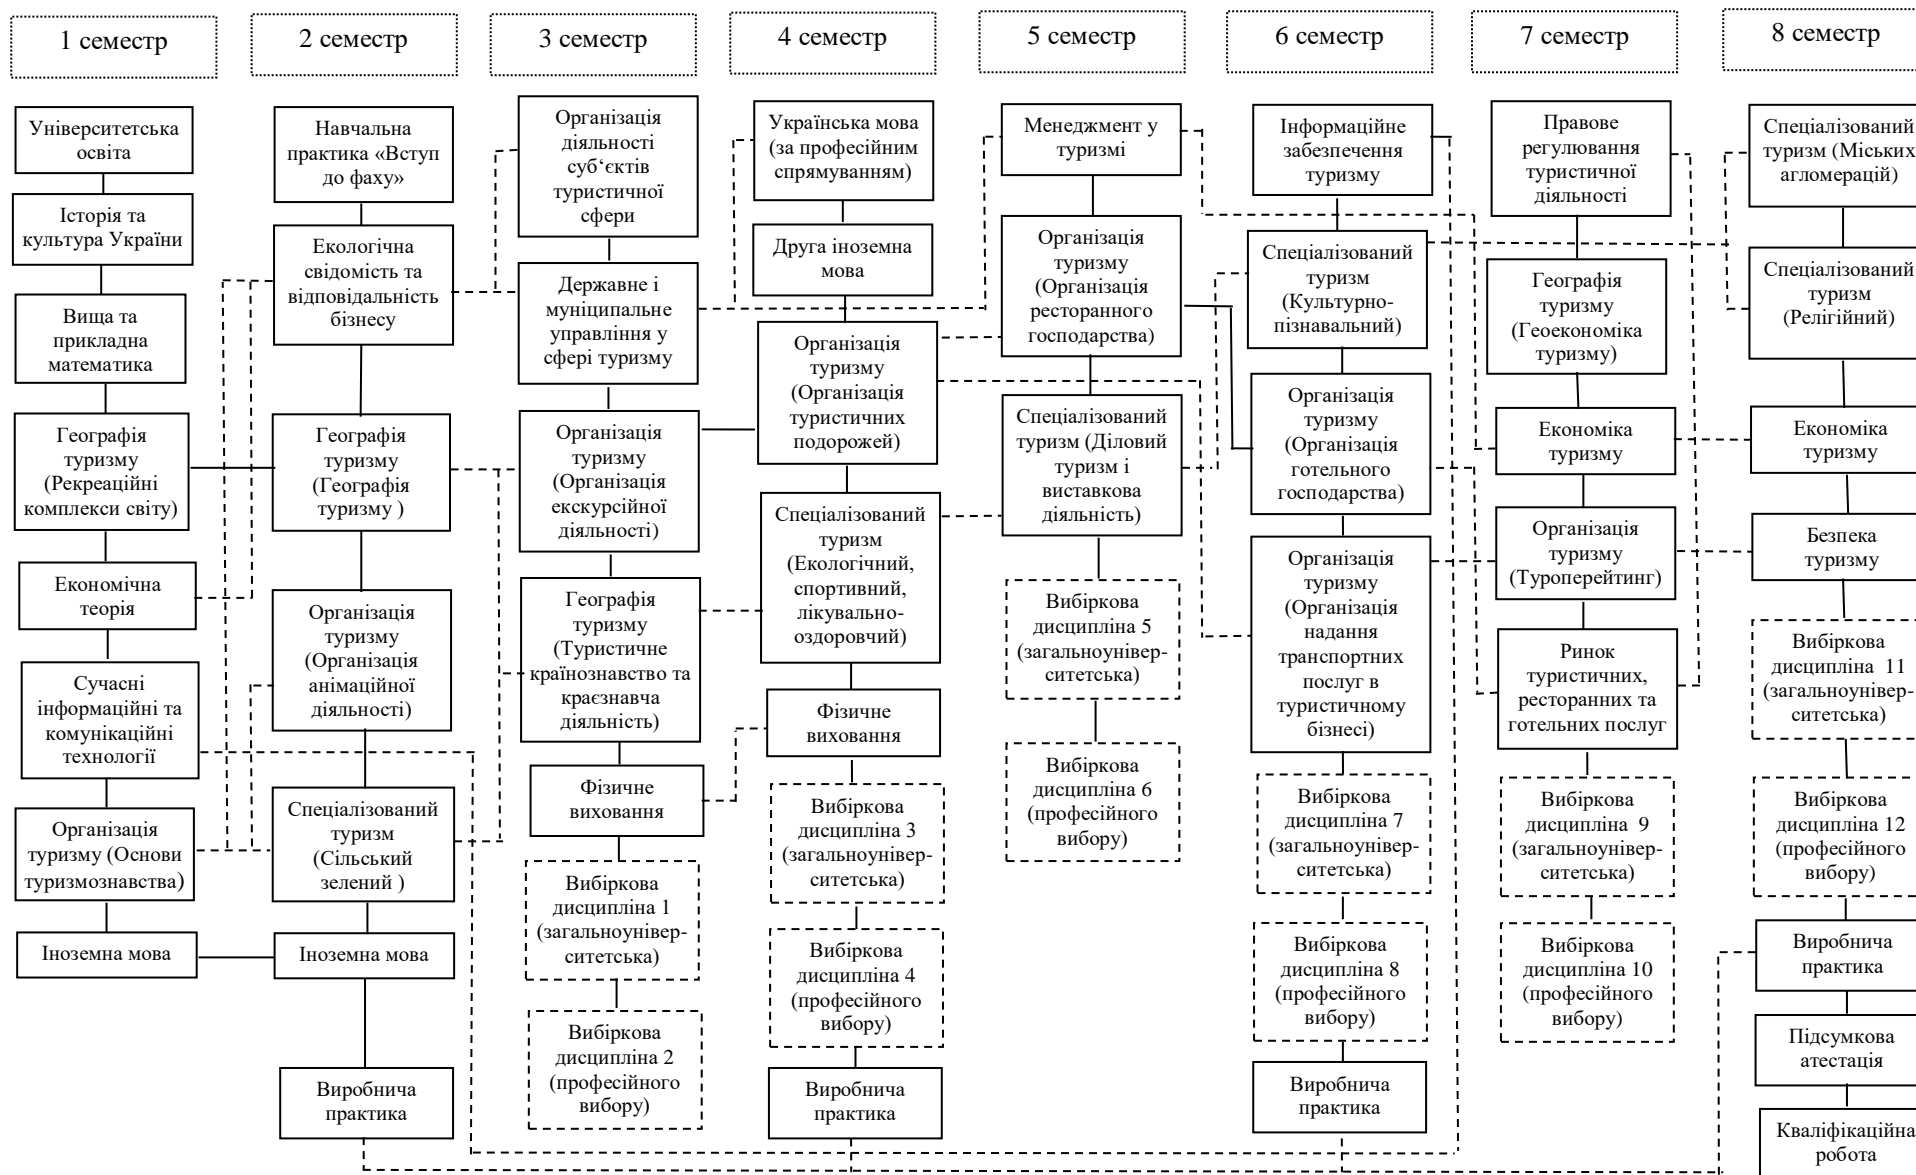 1 семестр
2 семестр
3 семестр
4 семестр
5 семестр
6 семестр
7 семестр
8 семестр
Університетська
освіта
Історія та
культура України
Вища та
прикладна
математика
Географія
туризму
(Рекреаційні
комплекси світу)
Економічна
теорія
Сучасні
інформаційні та
комунікаційні
технології
Організація
туризму (Основи
туризмознавства)
Іноземна мова
Навчальна
практика «Вступ
до фаху»
Екологічна
свідомість та
відповідальність
бізнесу
Географія
туризму
(Географія
туризму )
Організація
туризму
(Організація
анімаційної
діяльності)
Спеціалізований
туризм
(Сільський
зелений )
Іноземна мова
Виробнича
практика
Організація
діяльності
суб‘єктів
туристичної
сфери
Державне і
муніципальне
управління у
сфері туризму
Організація
туризму
(Організація
екскурсійної
діяльності)
Географія
туризму
(Туристичне
країнознавство та
краєзнавча
діяльність)
Фізичне
виховання
Вибіркова
дисципліна 1
(загальноунівер-
ситетська)
Вибіркова
дисципліна 2
(професійного
вибору)
Українська мова
(за професійним
спрямуванням)
Друга іноземна
мова
Організація
туризму
(Організація
туристичних
подорожей)
Спеціалізований
туризм
(Екологічний,
спортивний,
лікувально-
оздоровчий)
Фізичне
виховання
Вибіркова
дисципліна 3
(загальноунівер-
ситетська)
Вибіркова
дисципліна 4
(професійного
вибору)
Виробнича
практика
Менеджмент у
туризмі
Організація
туризму
(Організація
ресторанного
господарства)
Спеціалізований
туризм (Діловий
туризм і
виставкова
діяльність)
Вибіркова
дисципліна 5
(загальноунівер-
ситетська)
Вибіркова
дисципліна 6
(професійного
вибору)
Інформаційне
забезпечення
туризму
Спеціалізований
туризм
(Культурно-
пізнавальний)
Організація
туризму
(Організація
готельного
господарства)
Організація
туризму
(Організація
надання
транспортних
послуг в
туристичному
бізнесі)
Вибіркова
дисципліна 7
(загальноунівер-
ситетська)
Вибіркова
дисципліна 8
(професійного
вибору)
Виробнича
практика
Правове
регулювання
туристичної
діяльності
Географія
туризму
(Геоекономіка
туризму)
Економіка
туризму
Організація
туризму
(Туроперейтинг)
Ринок
туристичних,
ресторанних та
готельних послуг
Вибіркова
дисципліна 9
(загальноунівер-
ситетська)
Вибіркова
дисципліна 10
(професійного
вибору)
Спеціалізований
туризм (Міських
агломерацій)
Спеціалізований
туризм
(Релігійний)
Економіка
туризму
Безпека
туризму
Вибіркова
дисципліна 11
(загальноунівер-
ситетська)
Вибіркова
дисципліна 12
(професійного
вибору)
Виробнича
практика
Підсумкова
атестація
Кваліфікаційна
робота